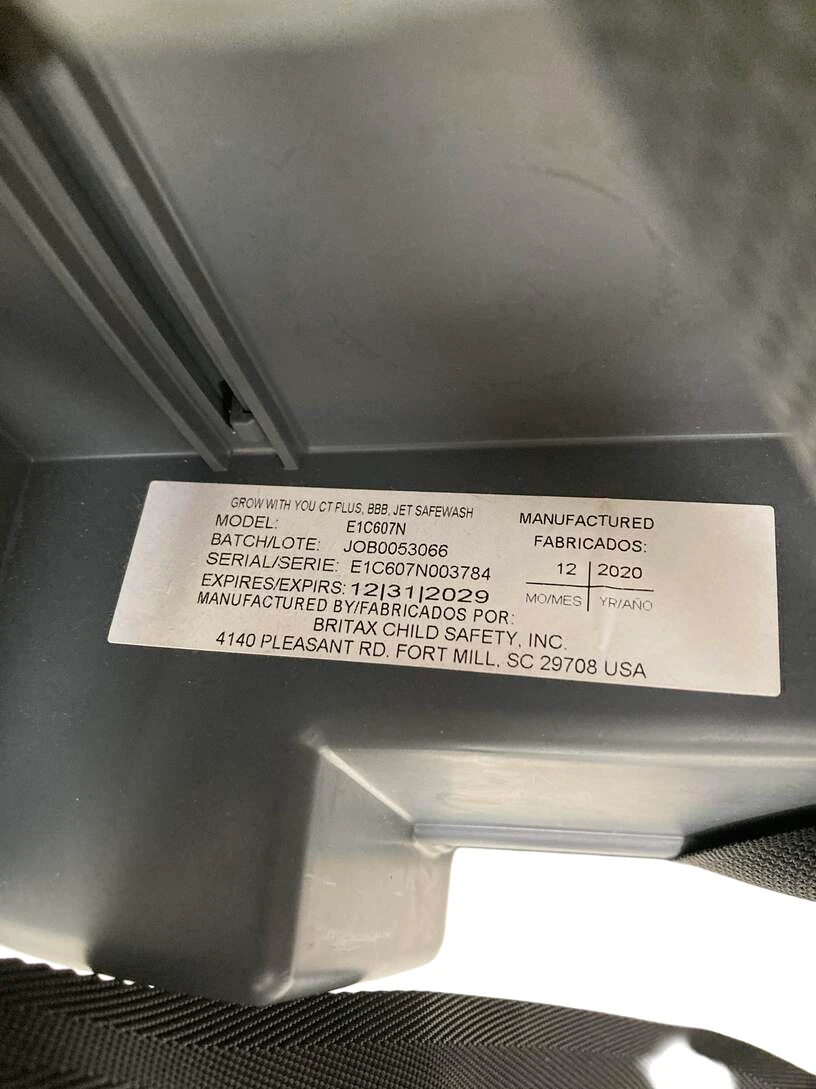 GROW WITH YOU CT PLUS, BBB, JET SAFEWASH
MODEL: E1C607N
BATCH/LOTE: JOB0053066
SERIAL/SERIE: E1C607N003784
EXPIRES/EXPIRS: 12|31|2029
MANUFACTURED BY/FABRICADOS POR:
BRITAX CHILD SAFETY, INC.
4140 PLEASANT RD. FORT MILL, SC 29708 USA
MANUFACTURED
FABRICADOS:
12 | 2020
MO/MES | YR/AÑO